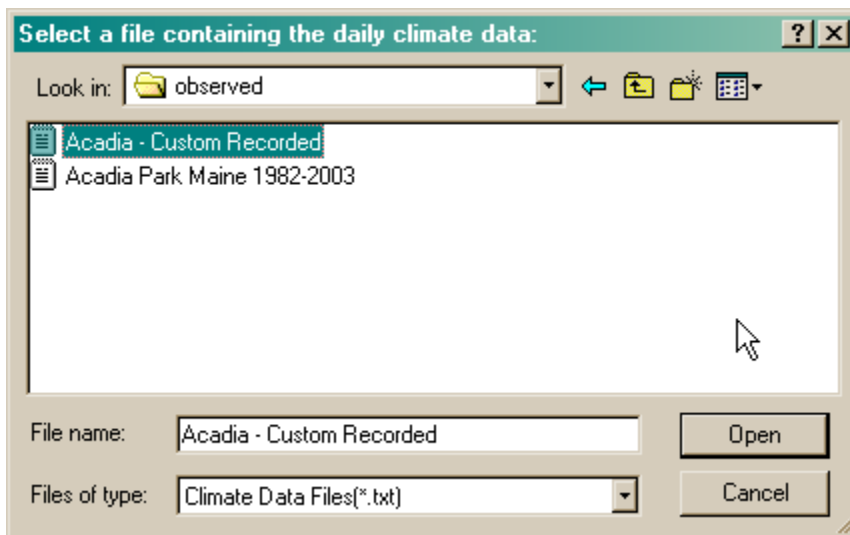 Select a file containing the daily climate data:
Look in: observed
Acadia - Custom Recorded
Acadia Park Maine 1982-2003
File name: Acadia - Custom Recorded Open
Files of type: Climate Data Files(*.txt) Cancel